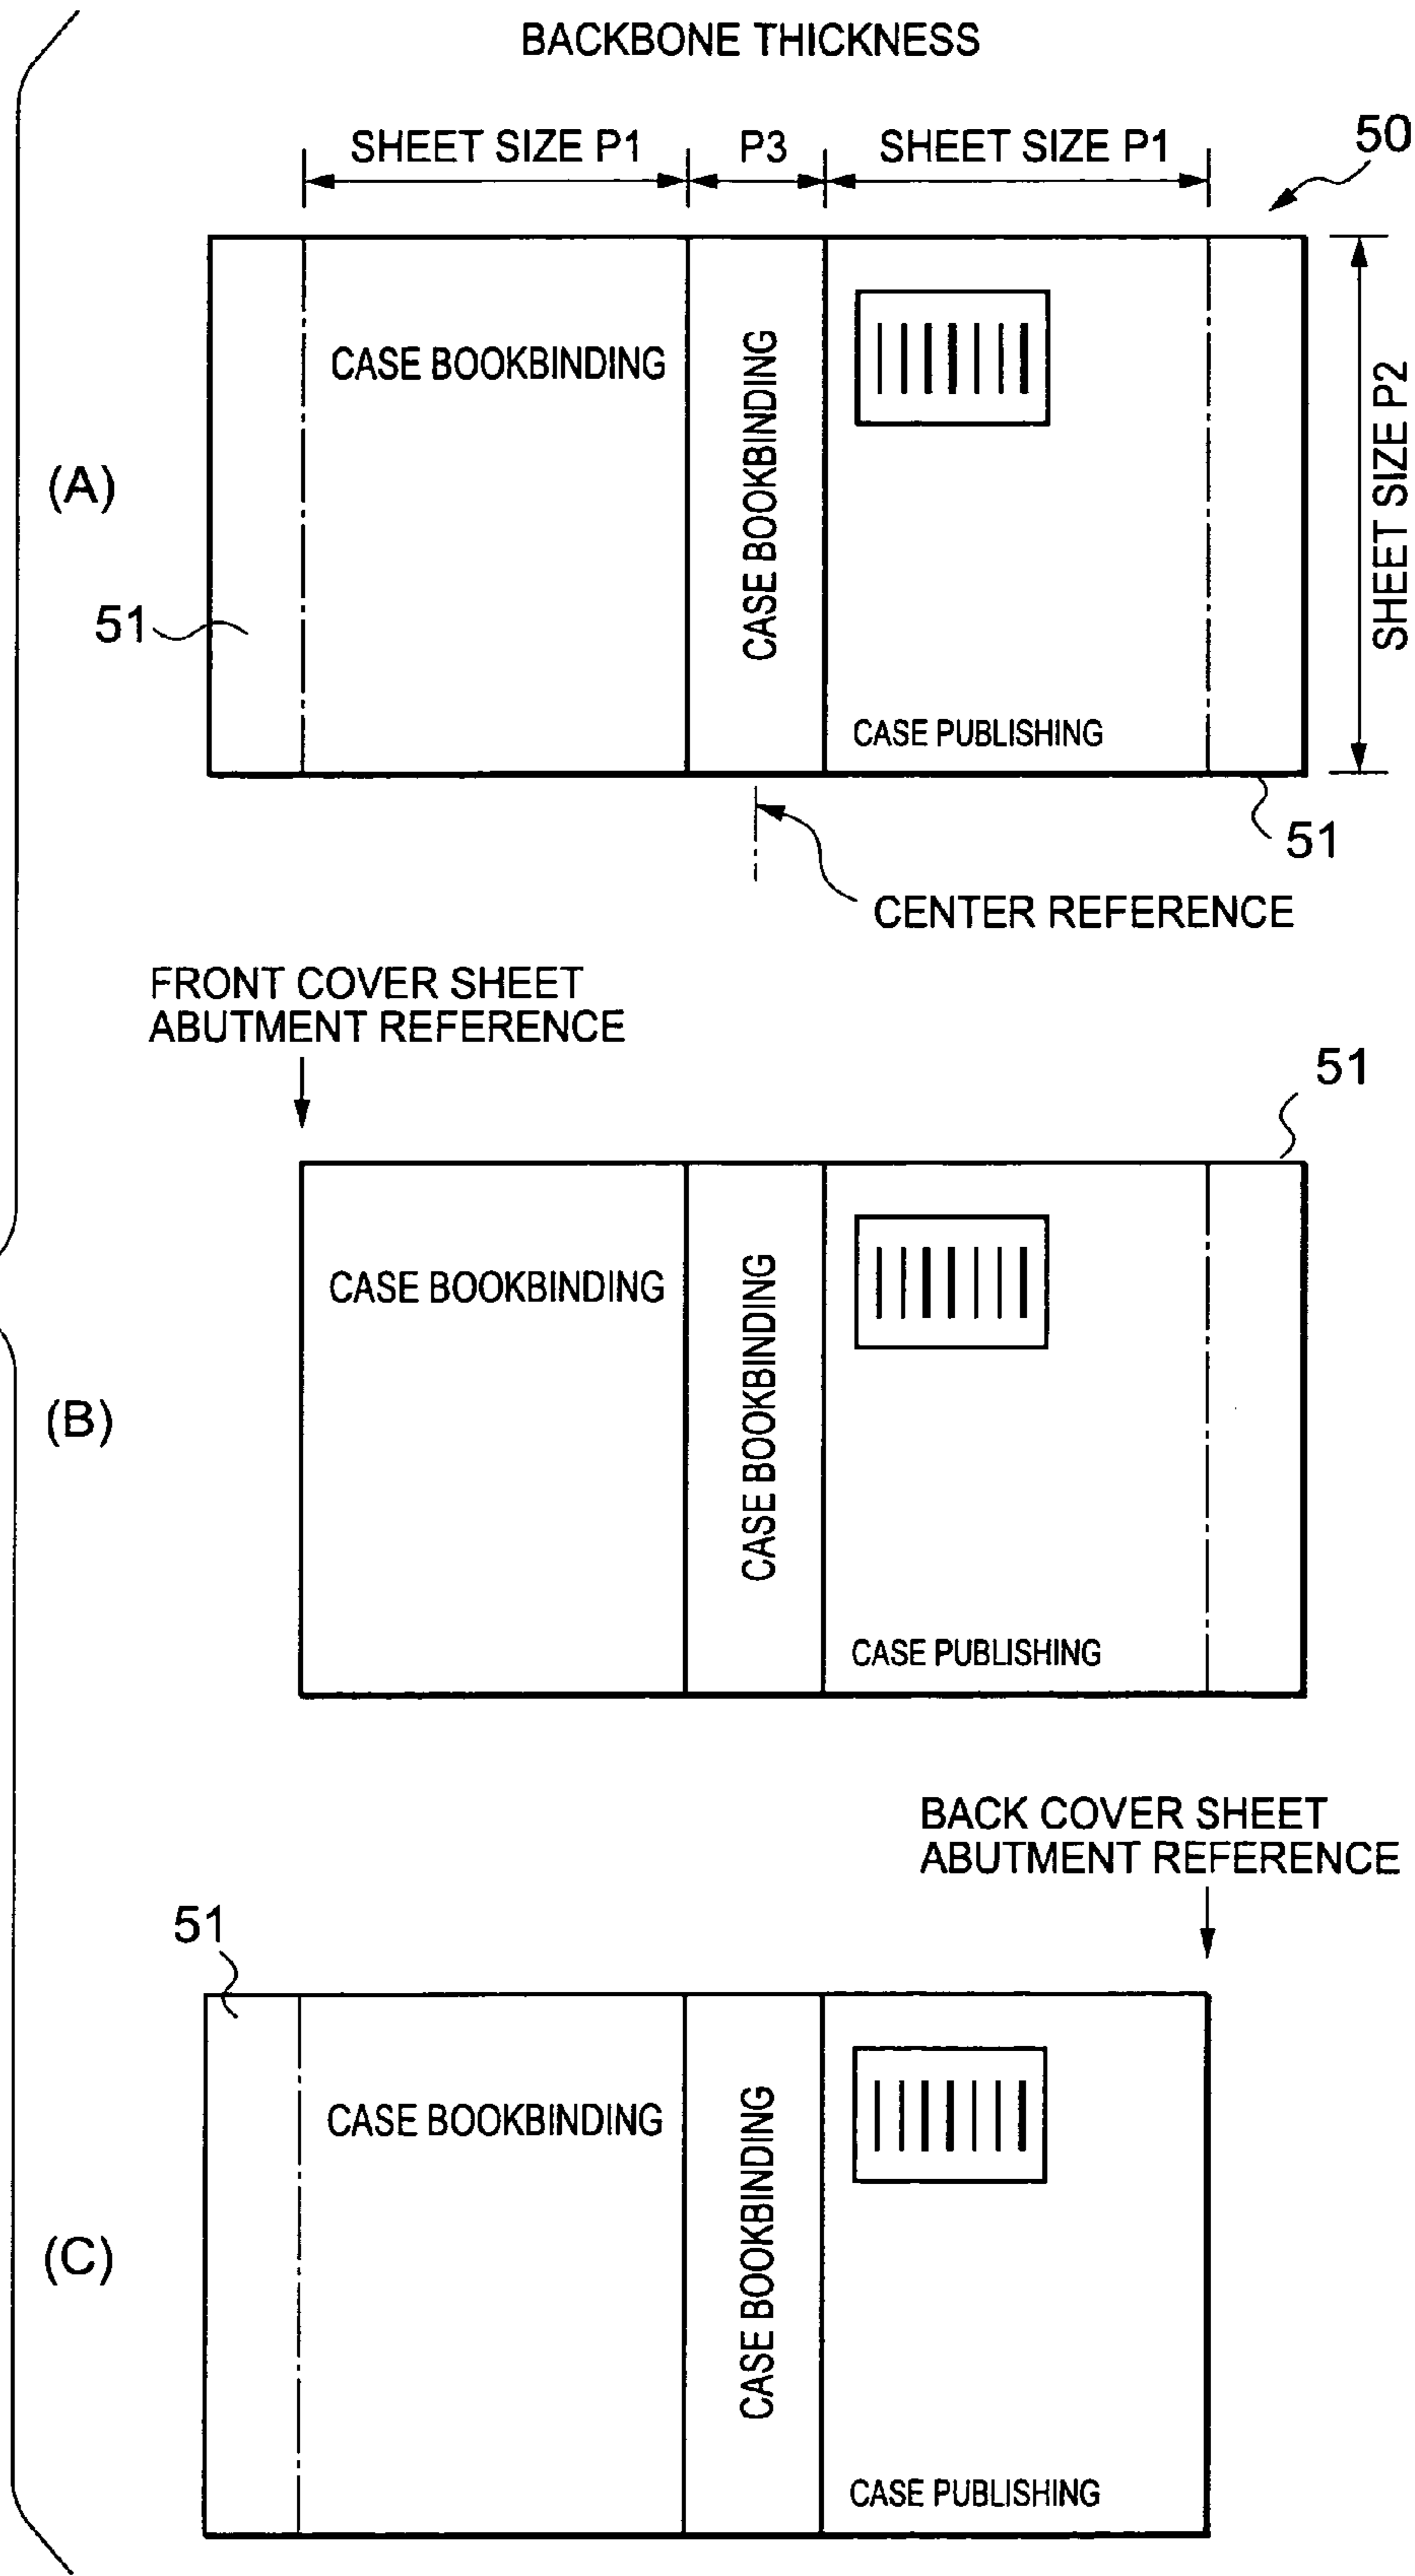 BACKBONE THICKNESS
SHEET SIZE P1
P3
SHEET SIZE P1
50
CASE BOOKBINDING
CASE BOOKBINDING
SHEET SIZE P2
(A)
51
CASE PUBLISHING
51
CENTER REFERENCE
FRONT COVER SHEET
ABUTMENT REFERENCE
51
CASE BOOKBINDING
CASE BOOKBINDING
(B)
CASE PUBLISHING
BACK COVER SHEET
ABUTMENT REFERENCE
51
CASE BOOKBINDING
CASE BOOKBINDING
(C)
CASE PUBLISHING